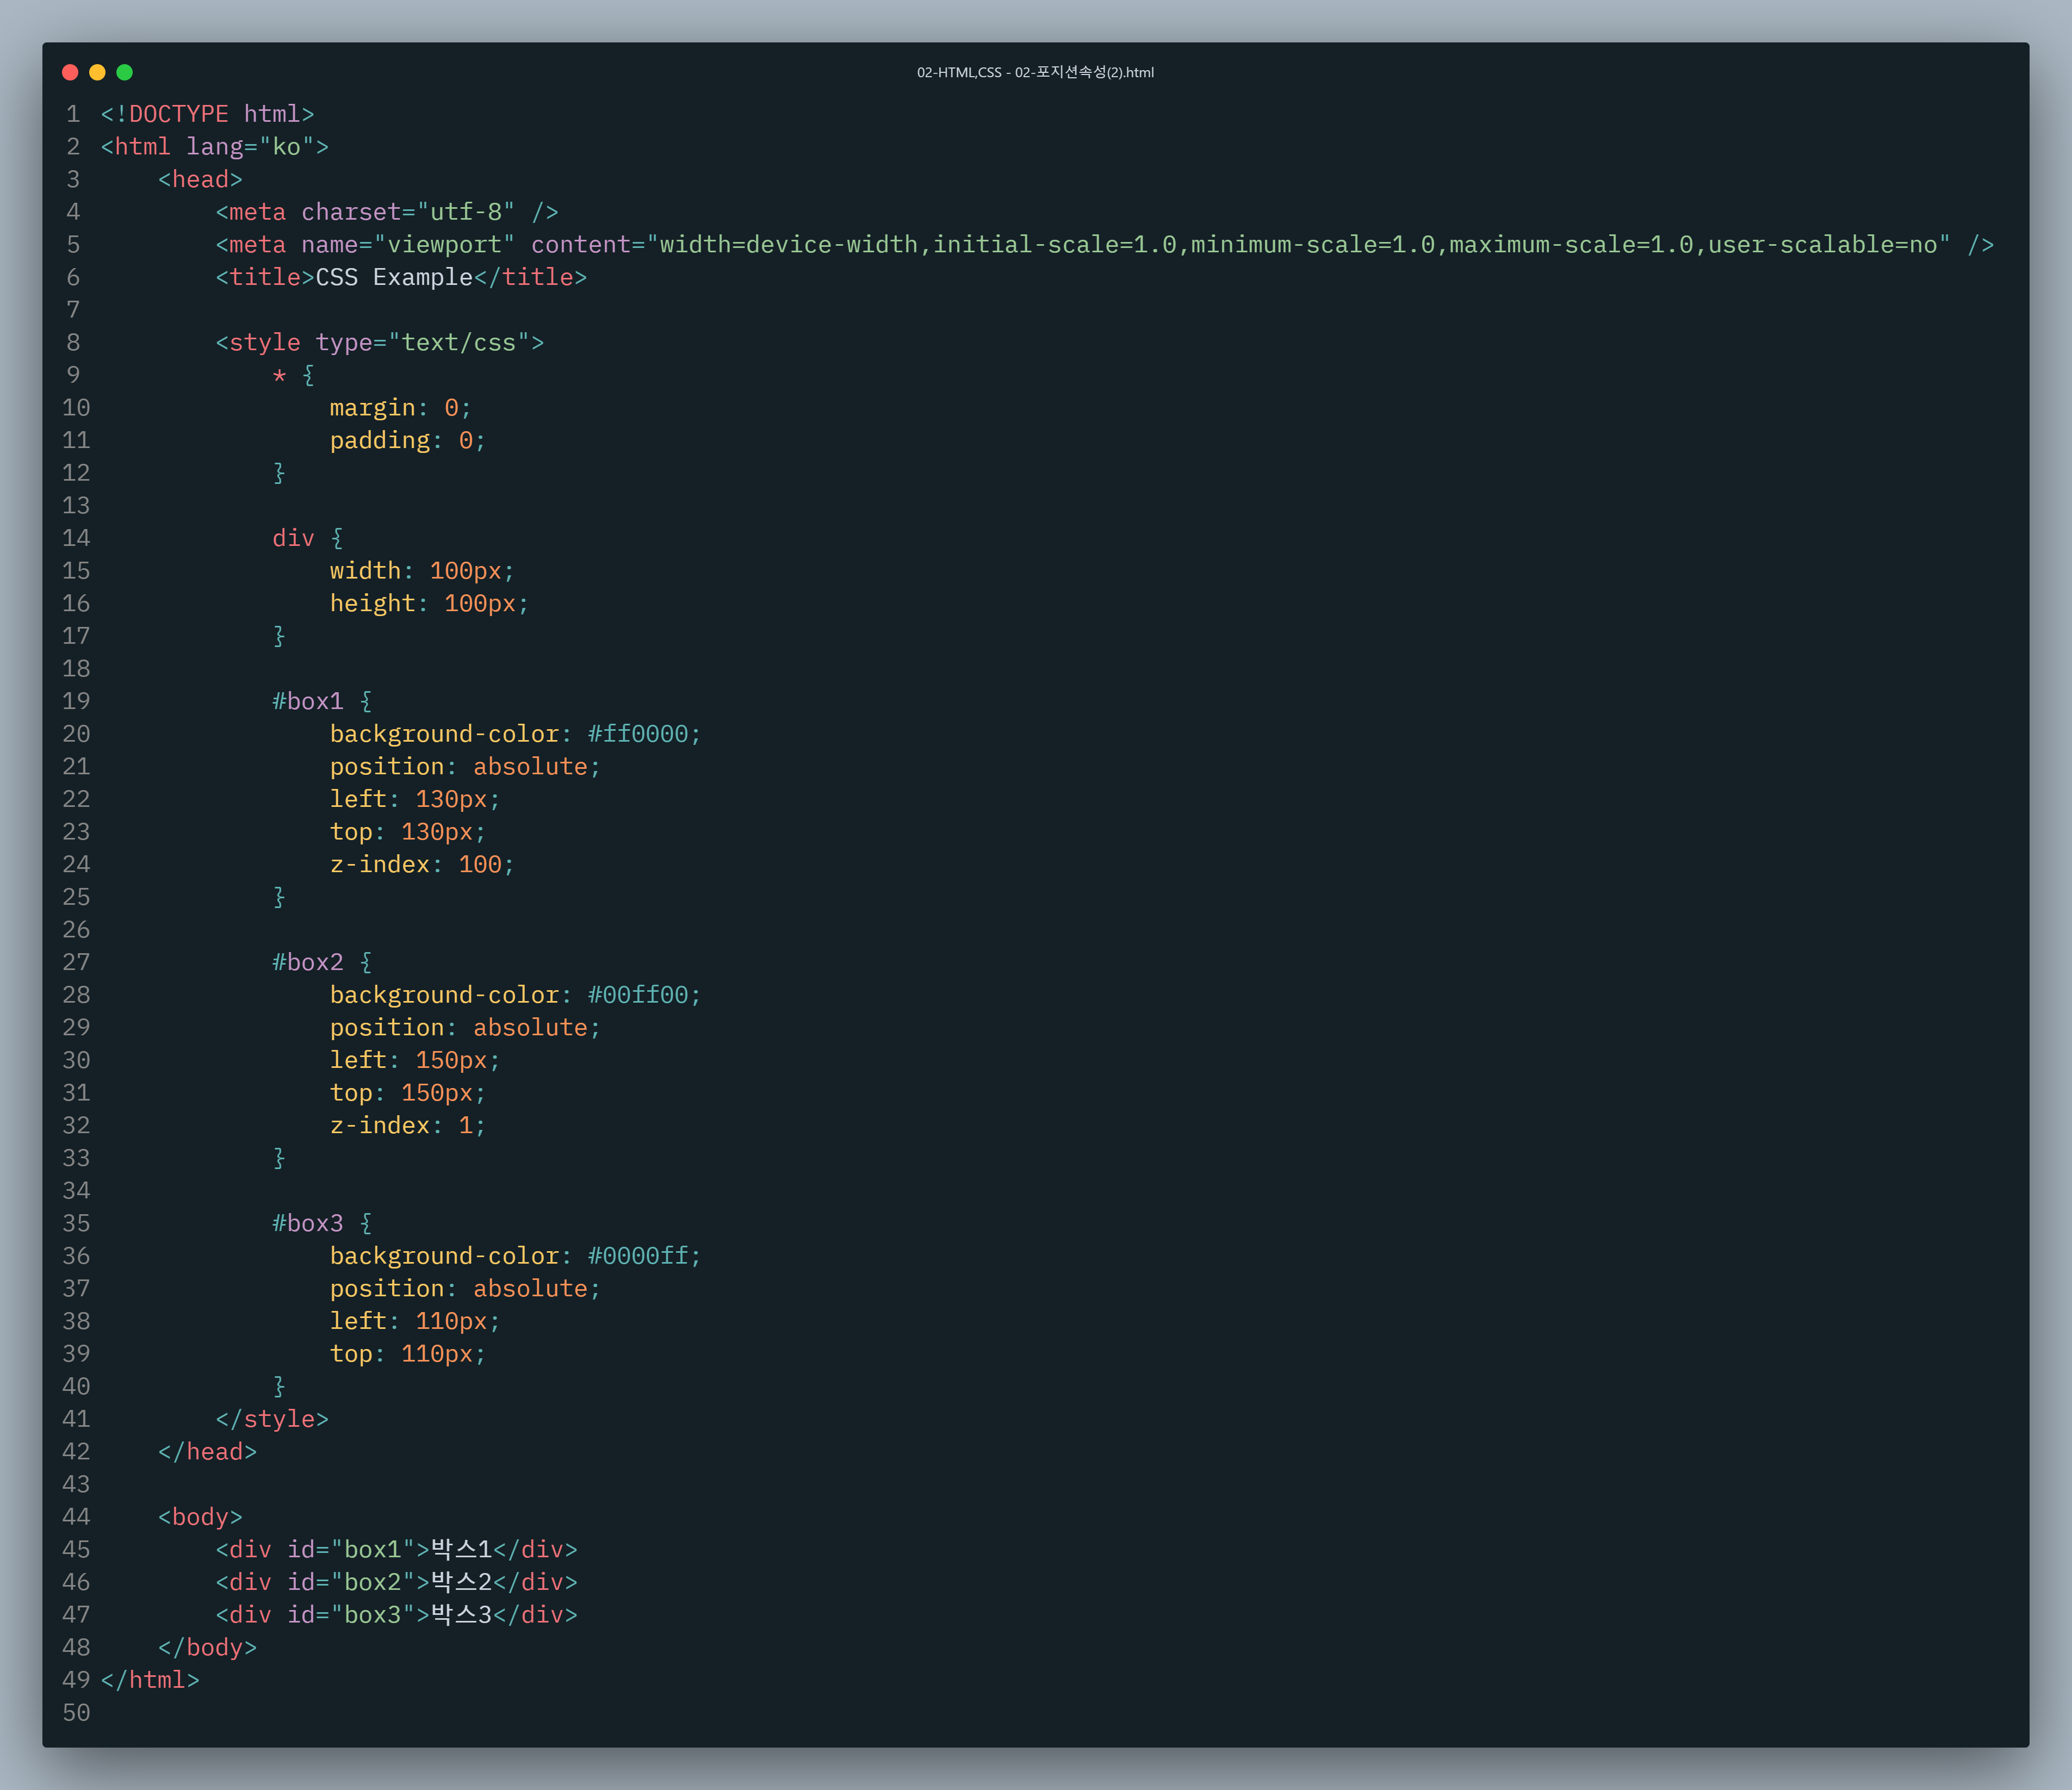 02-HTML,CSS - 02-포지션속성(2).html
1 <!DOCTYPE html>
2 <html lang="ko">
3     <head>
4         <meta charset="utf-8" />
5         <meta name="viewport" content="width=device-width,initial-scale=1.0,minimum-scale=1.0,maximum-scale=1.0,user-scalable=no" />
6         <title>CSS Example</title>
7
8         <style type="text/css">
9             * {
10                 margin: 0;
11                 padding: 0;
12             }
13
14             div {
15                 width: 100px;
16                 height: 100px;
17             }
18
19             #box1 {
20                 background-color: #ff0000;
21                 position: absolute;
22                 left: 130px;
23                 top: 130px;
24                 z-index: 100;
25             }
26
27             #box2 {
28                 background-color: #00ff00;
29                 position: absolute;
30                 left: 150px;
31                 top: 150px;
32                 z-index: 1;
33             }
34
35             #box3 {
36                 background-color: #0000ff;
37                 position: absolute;
38                 left: 110px;
39                 top: 110px;
40             }
41         </style>
42     </head>
43
44     <body>
45         <div id="box1">박스1</div>
46         <div id="box2">박스2</div>
47         <div id="box3">박스3</div>
48     </body>
49 </html>
50